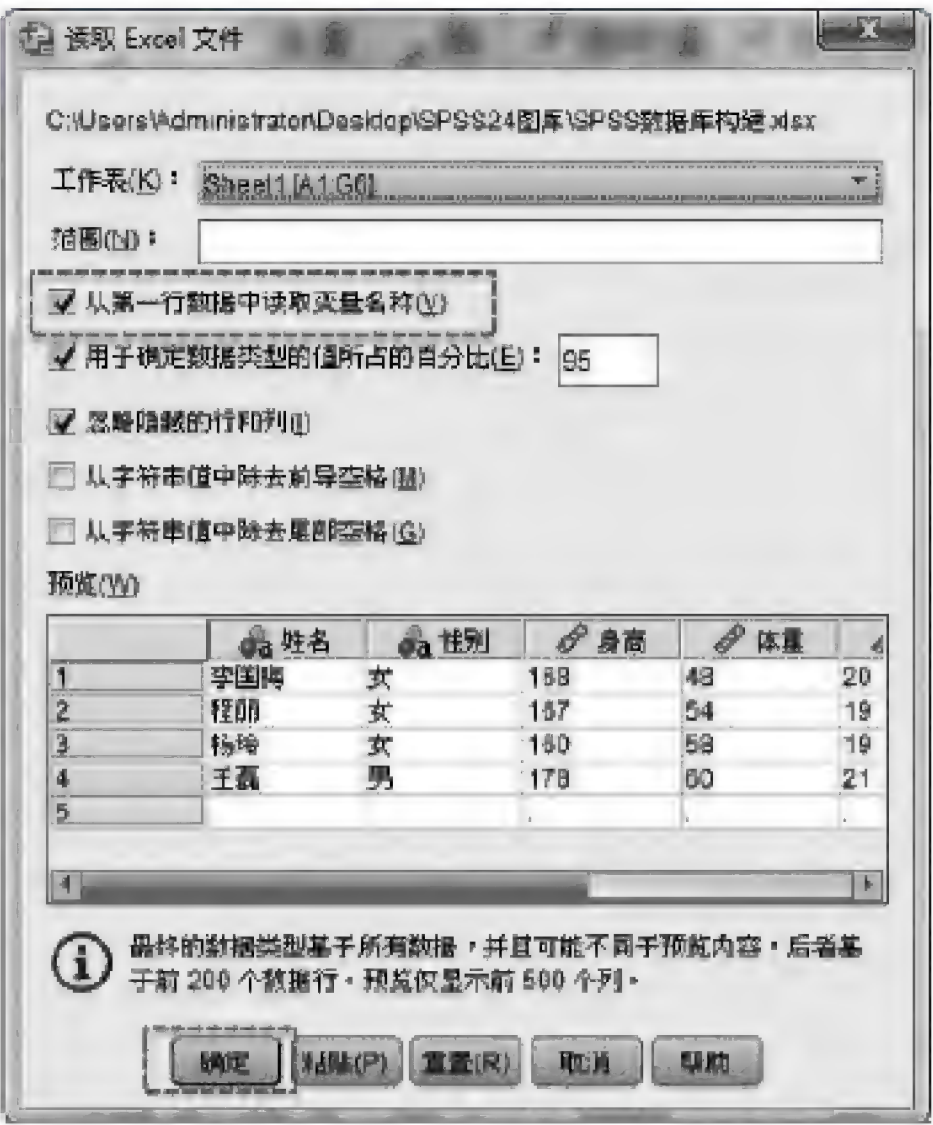 读取 Excel 文件
C:\Users\Administrator\Desktop\SPSS24图库\SPSS数据库构建.xlsx
工作表(K)：
Sheet1 [A1:G6]
范围(N)：
从第一行数据中读取变量名称(V)
用于确定数据类型的值所占的百分比(E)： 95
忽略隐藏的行和列(I)
从字符串值中除去前导空格(M)
从字符串值中除去尾部空格(G)
预览(W)
姓名 性别 身高 体重
1 李国梅 女 168 48 20
2 程丽 女 167 54 19
3 杨玲 女 160 58 19
4 王磊 男 178 60 21
5 . . .
最终的数据类型基于所有数据，并且可能不同于预览内容，后者基
于前 200 个数据行。预览仅显示前 500 个列。
确定 粘贴(P) 重置(R) 取消 帮助